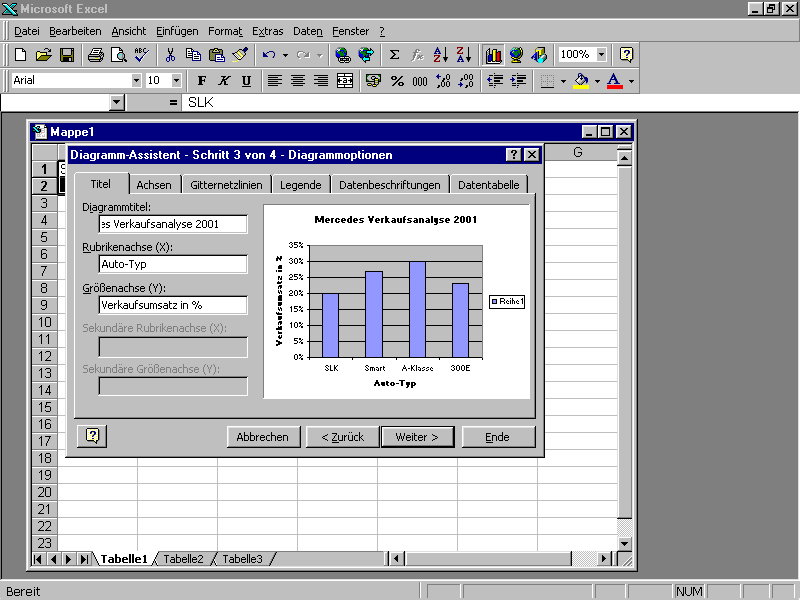 Microsoft Excel
Datei Bearbeiten Ansicht Einfügen Format Extras Daten Fenster ?
100%
Arial 10 F K U % 000
= SLK
Mappe1
Diagramm-Assistent - Schritt 3 von 4 - Diagrammoptionen
Titel Achsen Gitternetzlinien Legende Datenbeschriftungen Datentabelle
Diagrammtitel:
es Verkaufsanalyse 2001
Rubrikenachse (X):
Auto-Typ
Größenachse (Y):
Verkaufsumsatz in %
Sekundäre Rubrikenachse (X):
Sekundäre Größenachse (Y):
Mercedes Verkaufsanalyse 2001
Verkaufsumsatz in %
35%
30%
25%
20%
15%
10%
5%
0%
SLK Smart A-Klasse 300E
Auto-Typ
Reihe1
Abbrechen < Zurück Weiter > Ende
G
1
2
3
4
5
6
7
8
9
10
11
12
13
14
15
16
17
18
19
20
21
22
23
Tabelle1 Tabelle2 Tabelle3
Bereit NUM